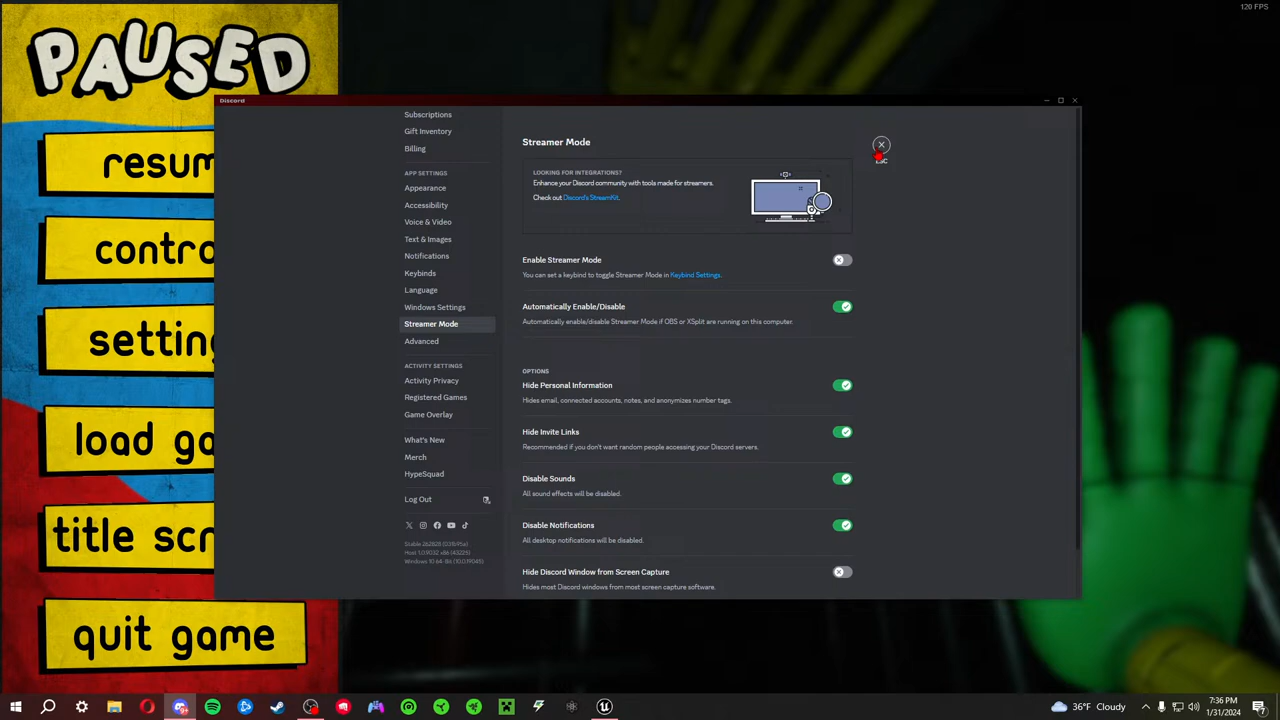 120 FPS
PAUSED
resum
contro
setting
load ga
title scr
quit game
Discord
Subscriptions
Gift Inventory
Billing
APP SETTINGS
Appearance
Accessibility
Voice & Video
Text & Images
Notifications
Keybinds
Language
Windows Settings
Streamer Mode
Advanced
ACTIVITY SETTINGS
Activity Privacy
Registered Games
Game Overlay
What's New
Merch
HypeSquad
Log Out
Windows 10 64-Bit (10.0.19045)
Streamer Mode
ESC
LOOKING FOR INTEGRATIONS?
Enhance your Discord community with tools made for streamers.
Check out Discord's StreamKit.
Enable Streamer Mode
You can set a keybind to toggle Streamer Mode in Keybind Settings.
Automatically Enable/Disable
Automatically enable/disable Streamer Mode if OBS or XSplit are running on this computer.
OPTIONS
Hide Personal Information
Hides email, connected accounts, notes, and anonymizes number tags.
Hide Invite Links
Recommended if you don't want random people accessing your Discord servers.
Disable Sounds
All sound effects will be disabled.
Disable Notifications
All desktop notifications will be disabled.
Hide Discord Window from Screen Capture
Hides most Discord windows from most screen capture software.
36°F Cloudy
7:36 PM
1/31/2024